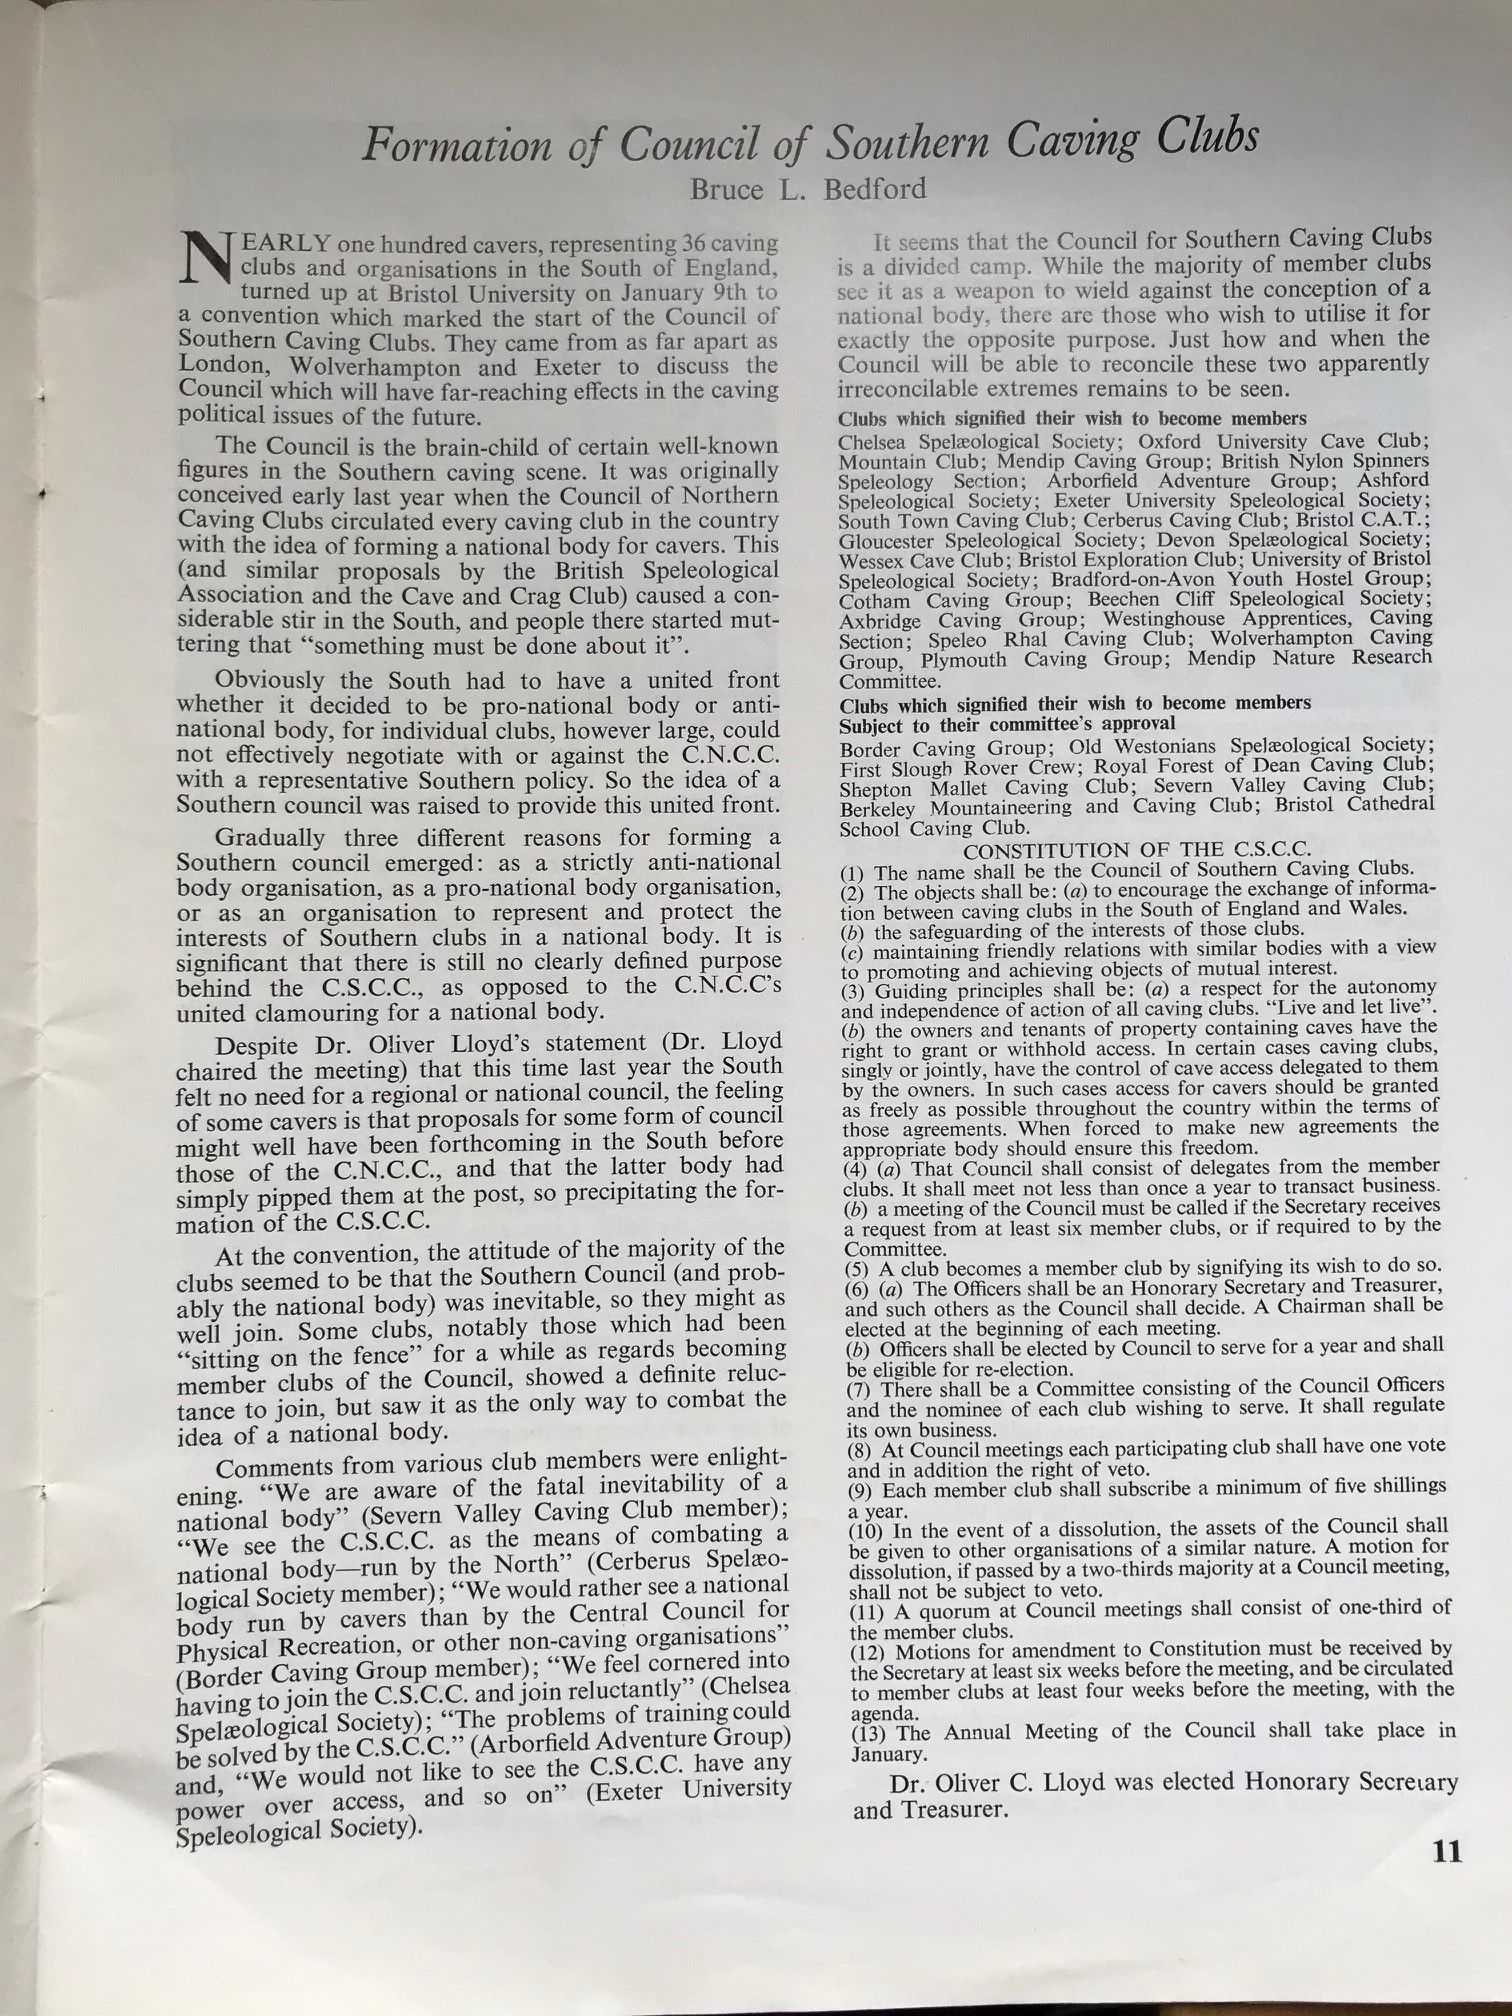 Formation of Council of Southern Caving Clubs
Bruce L. Bedford
NEARLY one hundred cavers, representing 36 caving
clubs and organisations in the South of England,
turned up at Bristol University on January 9th to
a convention which marked the start of the Council of
Southern Caving Clubs. They came from as far apart as
London, Wolverhampton and Exeter to discuss the
Council which will have far-reaching effects in the caving
political issues of the future.
The Council is the brain-child of certain well-known
figures in the Southern caving scene. It was originally
conceived early last year when the Council of Northern
Caving Clubs circulated every caving club in the country
with the idea of forming a national body for cavers. This
(and similar proposals by the British Speleological
Association and the Cave and Crag Club) caused a con-
siderable stir in the South, and people there started mut-
tering that “something must be done about it”.
Obviously the South had to have a united front
whether it decided to be pro-national body or anti-
national body, for individual clubs, however large, could
not effectively negotiate with or against the C.N.C.C.
with a representative Southern policy. So the idea of a
Southern council was raised to provide this united front.
Gradually three different reasons for forming a
Southern council emerged: as a strictly anti-national
body organisation, as a pro-national body organisation,
or as an organisation to represent and protect the
interests of Southern clubs in a national body. It is
significant that there is still no clearly defined purpose
behind the C.S.C.C., as opposed to the C.N.C.C's
united clamouring for a national body.
Despite Dr. Oliver Lloyd's statement (Dr. Lloyd
chaired the meeting) that this time last year the South
felt no need for a regional or national council, the feeling
of some cavers is that proposals for some form of council
might well have been forthcoming in the South before
those of the C.N.C.C., and that the latter body had
simply pipped them at the post, so precipitating the for-
mation of the C.S.C.C.
At the convention, the attitude of the majority of the
clubs seemed to be that the Southern Council (and prob-
ably the national body) was inevitable, so they might as
well join. Some clubs, notably those which had been
“sitting on the fence” for a while as regards becoming
member clubs of the Council, showed a definite reluc-
tance to join, but saw it as the only way to combat the
idea of a national body.
Comments from various club members were enlight-
ening. “We are aware of the fatal inevitability of a
national body” (Severn Valley Caving Club member);
“We see the C.S.C.C. as the means of combating a
national body—run by the North” (Cerberus Spelæo-
logical Society member); “We would rather see a national
body run by cavers than by the Central Council for
Physical Recreation, or other non-caving organisations”
(Border Caving Group member); “We feel cornered into
having to join the C.S.C.C. and join reluctantly” (Chelsea
Spelæological Society); “The problems of training could
be solved by the C.S.C.C.” (Arborfield Adventure Group)
and, “We would not like to see the C.S.C.C. have any
power over access, and so on” (Exeter University
Speleological Society).
It seems that the Council for Southern Caving Clubs
is a divided camp. While the majority of member clubs
see it as a weapon to wield against the conception of a
national body, there are those who wish to utilise it for
exactly the opposite purpose. Just how and when the
Council will be able to reconcile these two apparently
irreconcilable extremes remains to be seen.
Clubs which signified their wish to become members
Chelsea Spelæological Society; Oxford University Cave Club;
Mountain Club; Mendip Caving Group; British Nylon Spinners
Speleology Section; Arborfield Adventure Group; Ashford
Speleological Society; Exeter University Speleological Society;
South Town Caving Club; Cerberus Caving Club; Bristol C.A.T.;
Gloucester Speleological Society; Devon Spelæological Society;
Wessex Cave Club; Bristol Exploration Club; University of Bristol
Speleological Society; Bradford-on-Avon Youth Hostel Group;
Cotham Caving Group; Beechen Cliff Speleological Society;
Axbridge Caving Group; Westinghouse Apprentices, Caving
Section; Speleo Rhal Caving Club; Wolverhampton Caving
Group, Plymouth Caving Group; Mendip Nature Research
Committee.
Clubs which signified their wish to become members
Subject to their committee's approval
Border Caving Group; Old Westonians Spelæological Society;
First Slough Rover Crew; Royal Forest of Dean Caving Club;
Shepton Mallet Caving Club; Severn Valley Caving Club;
Berkeley Mountaineering and Caving Club; Bristol Cathedral
School Caving Club.
CONSTITUTION OF THE C.S.C.C.
(1) The name shall be the Council of Southern Caving Clubs.
(2) The objects shall be: (a) to encourage the exchange of informa-
tion between caving clubs in the South of England and Wales.
(b) the safeguarding of the interests of those clubs.
(c) maintaining friendly relations with similar bodies with a view
to promoting and achieving objects of mutual interest.
(3) Guiding principles shall be: (a) a respect for the autonomy
and independence of action of all caving clubs. “Live and let live”.
(b) the owners and tenants of property containing caves have the
right to grant or withhold access. In certain cases caving clubs,
singly or jointly, have the control of cave access delegated to them
by the owners. In such cases access for cavers should be granted
as freely as possible throughout the country within the terms of
those agreements. When forced to make new agreements the
appropriate body should ensure this freedom.
(4) (a) That Council shall consist of delegates from the member
clubs. It shall meet not less than once a year to transact business.
(b) a meeting of the Council must be called if the Secretary receives
a request from at least six member clubs, or if required to by the
Committee.
(5) A club becomes a member club by signifying its wish to do so.
(6) (a) The Officers shall be an Honorary Secretary and Treasurer,
and such others as the Council shall decide. A Chairman shall be
elected at the beginning of each meeting.
(b) Officers shall be elected by Council to serve for a year and shall
be eligible for re-election.
(7) There shall be a Committee consisting of the Council Officers
and the nominee of each club wishing to serve. It shall regulate
its own business.
(8) At Council meetings each participating club shall have one vote
and in addition the right of veto.
(9) Each member club shall subscribe a minimum of five shillings
a year.
(10) In the event of a dissolution, the assets of the Council shall
be given to other organisations of a similar nature. A motion for
dissolution, if passed by a two-thirds majority at a Council meeting,
shall not be subject to veto.
(11) A quorum at Council meetings shall consist of one-third of
the member clubs.
(12) Motions for amendment to Constitution must be received by
the Secretary at least six weeks before the meeting, and be circulated
to member clubs at least four weeks before the meeting, with the
agenda.
(13) The Annual Meeting of the Council shall take place in
January.
Dr. Oliver C. Lloyd was elected Honorary Secretary
and Treasurer.
11